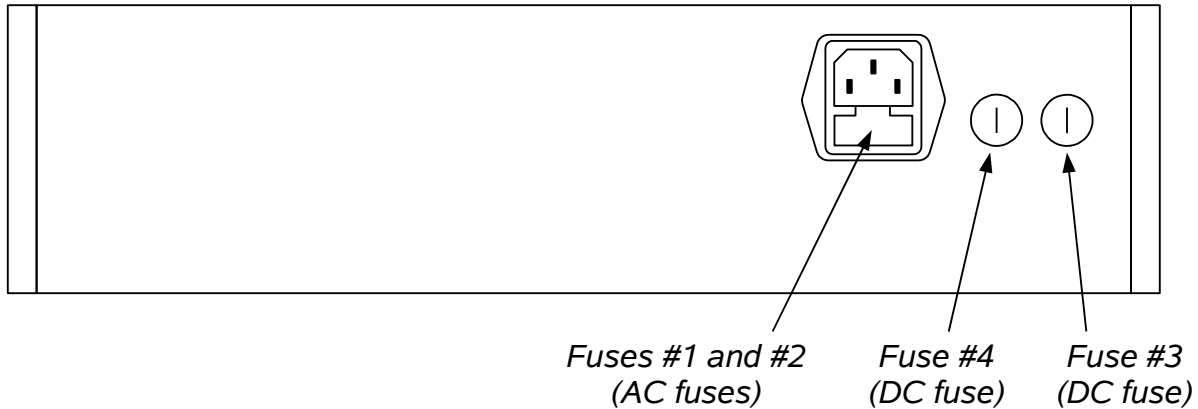 Fuses #1 and #2
(AC fuses)
Fuse #4
(DC fuse)
Fuse #3
(DC fuse)